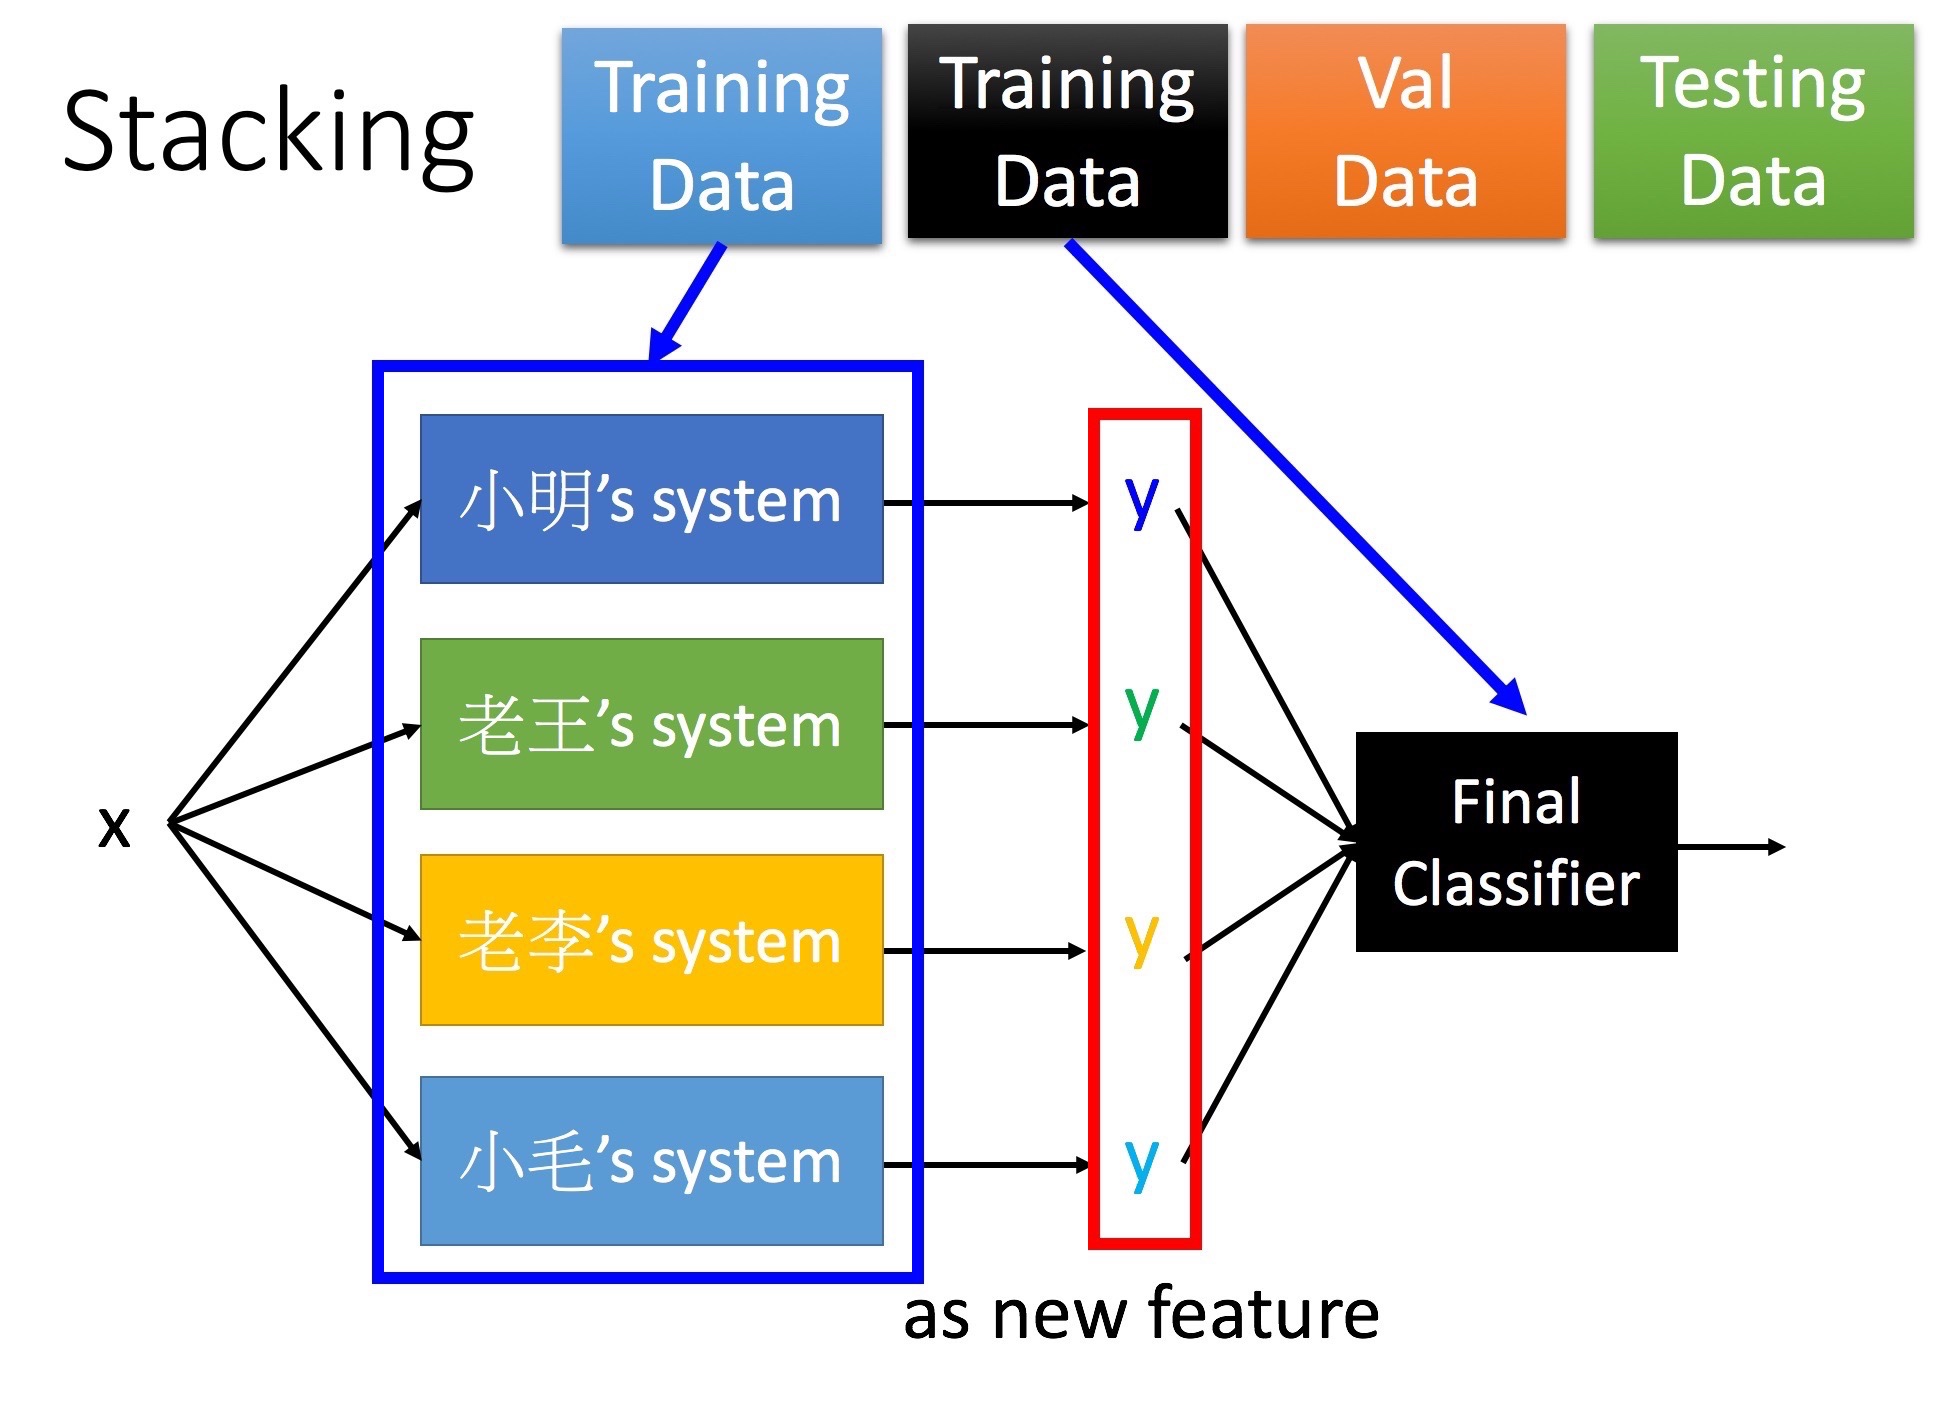 Stacking
Training
Data
Training
Data
Val
Data
Testing
Data
x
小明’s system
老王’s system
老李’s system
小毛’s system
y
y
y
y
Final
Classifier
as new feature